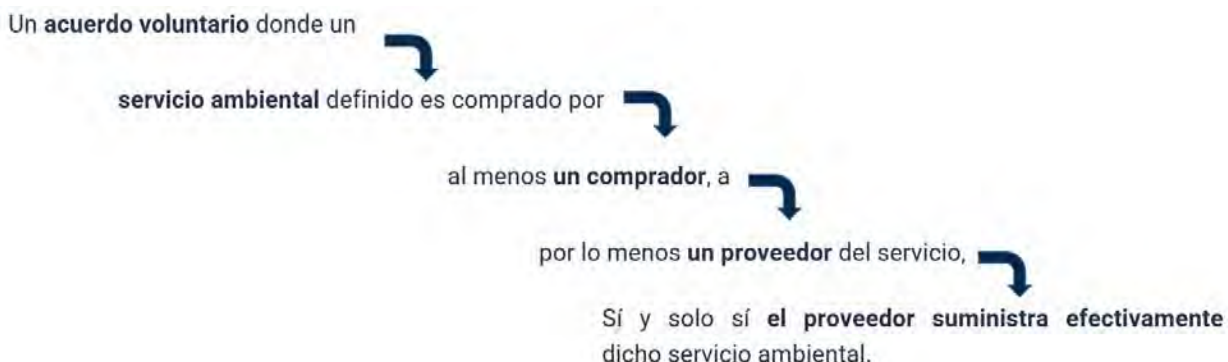 Un acuerdo voluntario donde un
servicio ambiental definido es comprado por
al menos un comprador, a
por lo menos un proveedor del servicio,
Sí y solo sí el proveedor suministra efectivamente
dicho servicio ambiental.